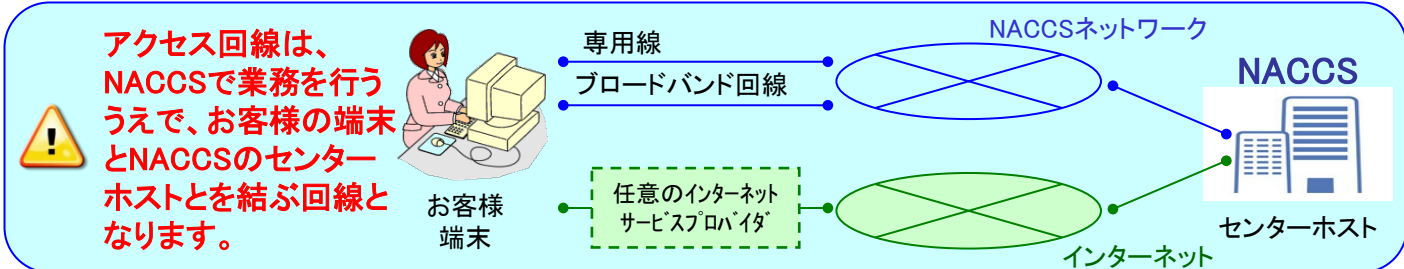 アクセス回線は、
NACCSで業務を行う
うえで、お客様の端末
とNACCSのセンター
ホストとを結ぶ回線と
なります。
お客様
端末
専用線
ブロードバンド回線
任意のインターネット
サービスプロバイダ
NACCSネットワーク
インターネット
NACCS
センターホスト